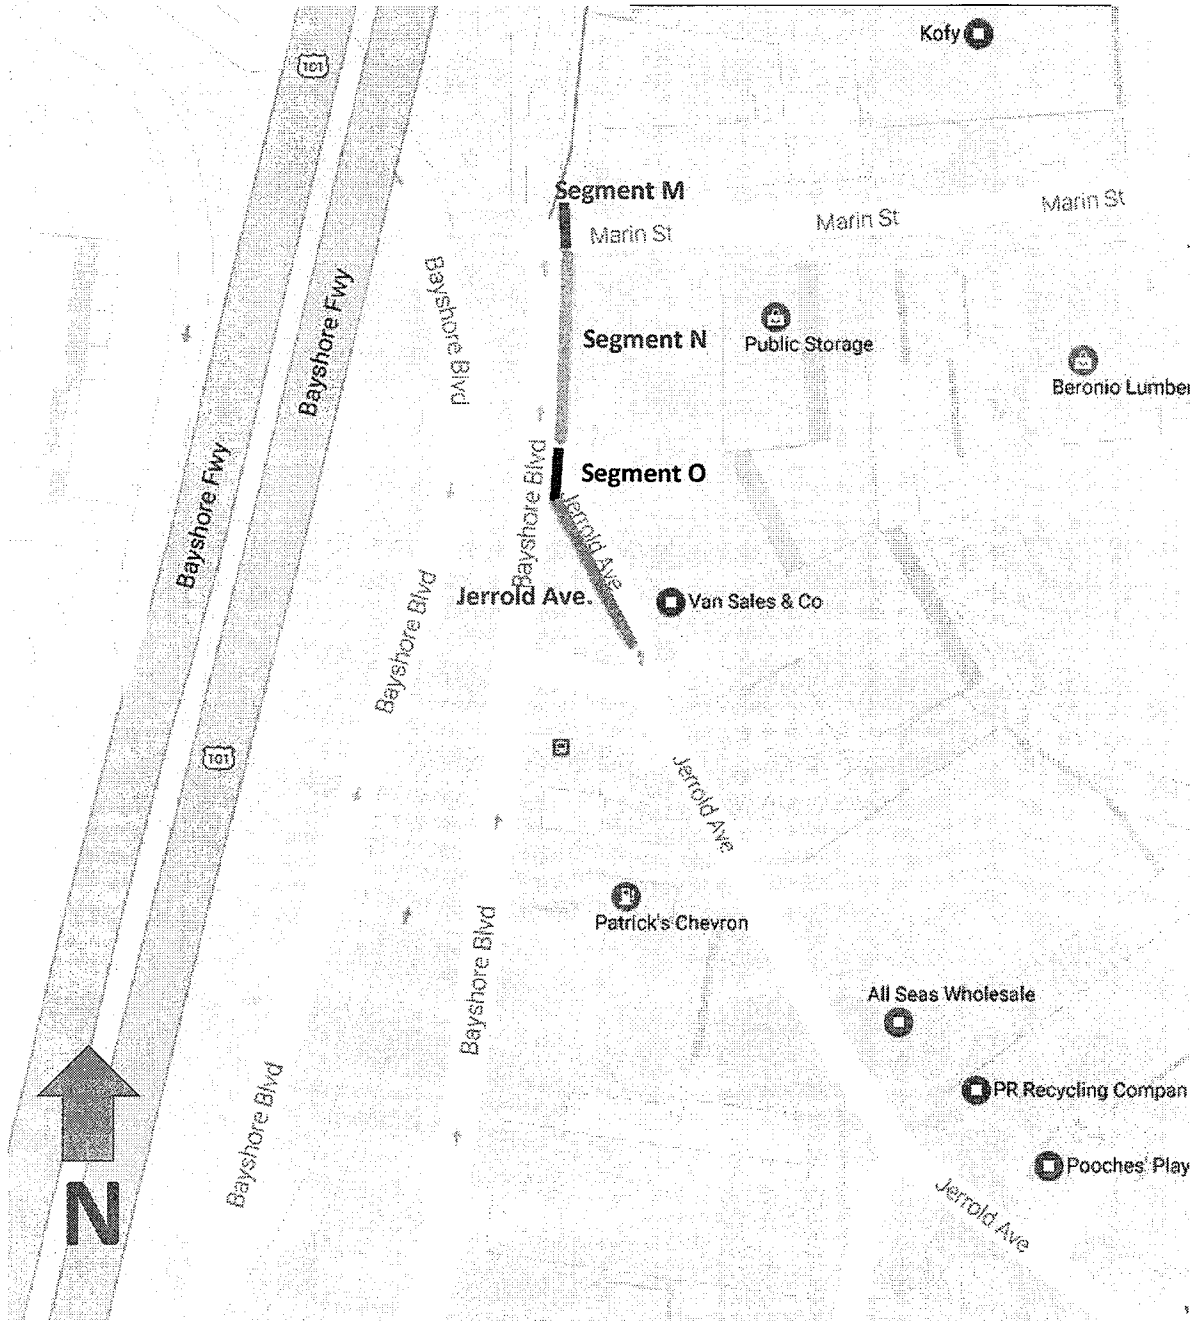 Kofy
101
Segment M
Marin St
Marin St
Marin St
Bayshore Fwy
Bayshore Blvd
Segment N
Public Storage
Beronio Lumber
Bayshore Fwy
Bayshore Blvd
Segment O
Jerrold Ave
Jerrold Ave.
Van Sales & Co
Bayshore Blvd
101
Jerrold Ave
Patrick's Chevron
Bayshore Blvd
All Seas Wholesale
PR Recycling Compan
Bayshore Blvd
Pooches' Play
Jerrold Ave
N